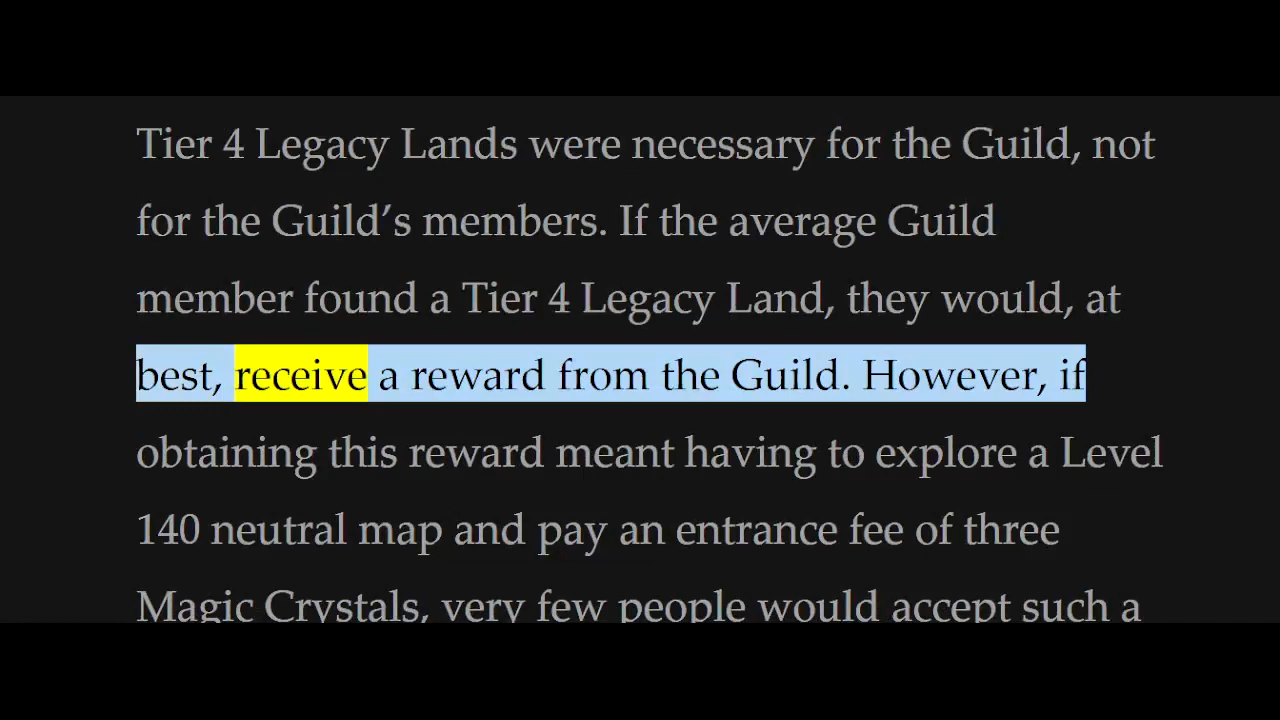 Tier 4 Legacy Lands were necessary for the Guild, not
for the Guild’s members. If the average Guild
member found a Tier 4 Legacy Land, they would, at
best, receive a reward from the Guild. However, if
obtaining this reward meant having to explore a Level
140 neutral map and pay an entrance fee of three
Magic Crystals, very few people would accept such a